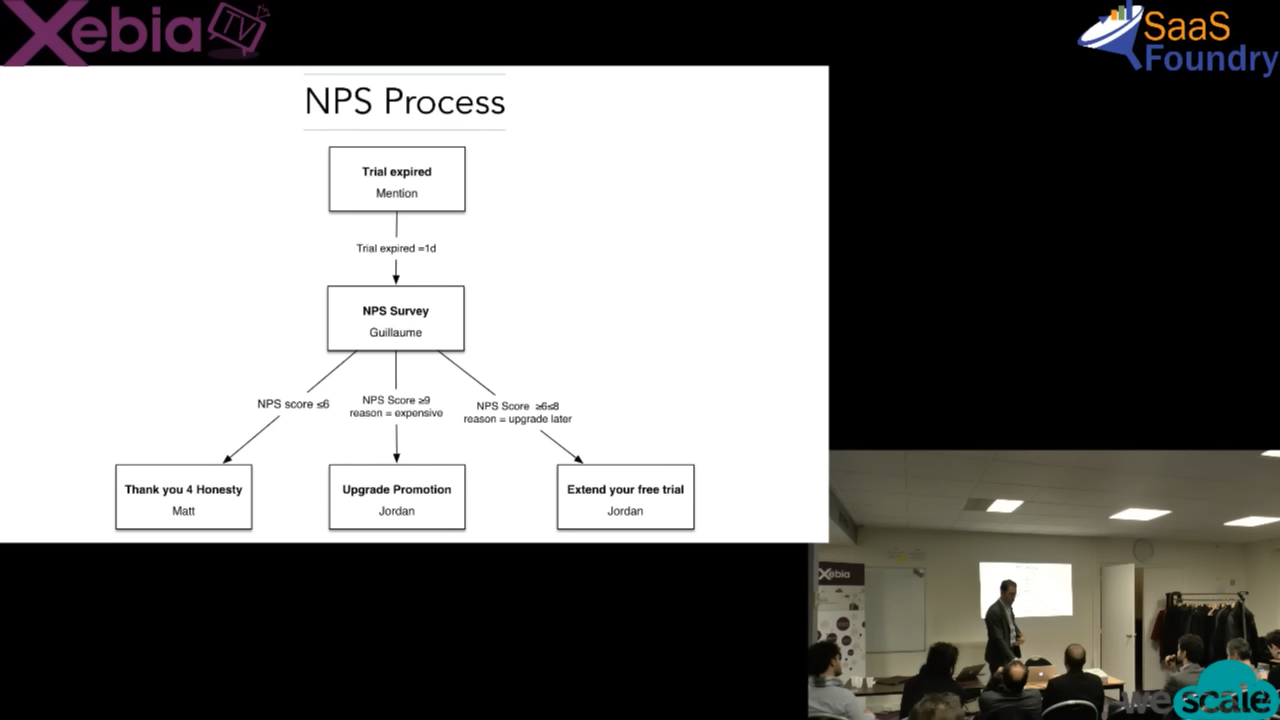 Xebia TV
SaaS
Foundry
NPS Process
Trial expired
Mention
Trial expired =1d
NPS Survey
Guillaume
NPS score ≤6
NPS Score ≥9
reason = expensive
NPS Score ≥6≤8
reason = upgrade later
Thank you 4 Honesty
Matt
Upgrade Promotion
Jordan
Extend your free trial
Jordan
Xebia
wescale